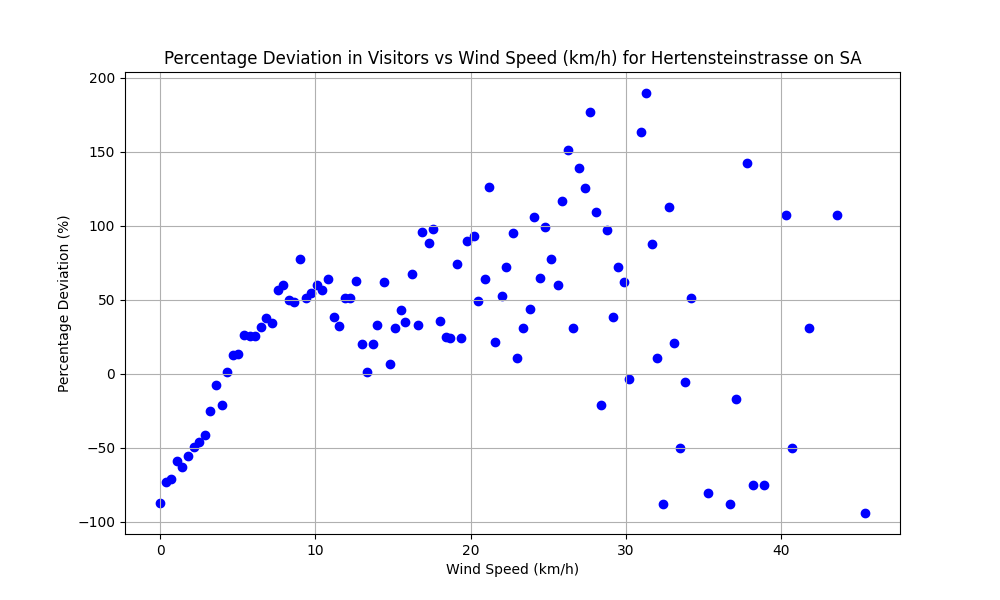 Percentage Deviation in Visitors vs Wind Speed (km/h) for Hertensteinstrasse on SA
200
150
100
50
0
−50
−100
Percentage Deviation (%)
0 10 20 30 40
Wind Speed (km/h)